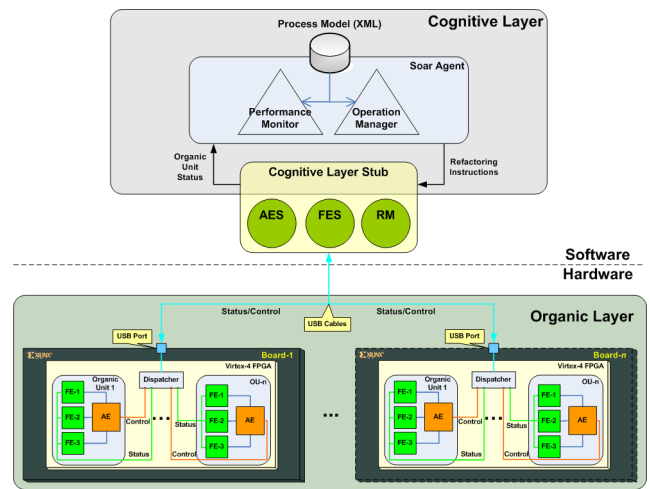 Cognitive Layer
Process Model (XML)
Soar Agent
Performance
Monitor
Operation
Manager
Organic
Unit
Status
Refactoring
Instructions
Cognitive Layer Stub
AES
FES
RM
Software
Hardware
Organic Layer
Status/Control
Status/Control
USB Cables
USB Port
USB Port
XILINX
Board-1
Virtex-4 FPGA
Organic
Unit 1
FE-1
FE-2
FE-3
AE
Dispatcher
...
Control
Status
Status
Control
OU-n
FE-1
FE-2
FE-3
AE
...
XILINX
Board-n
Virtex-4 FPGA
Organic
Unit 1
FE-1
FE-2
FE-3
AE
Dispatcher
...
Control
Status
Status
Control
OU-n
FE-1
FE-2
FE-3
AE